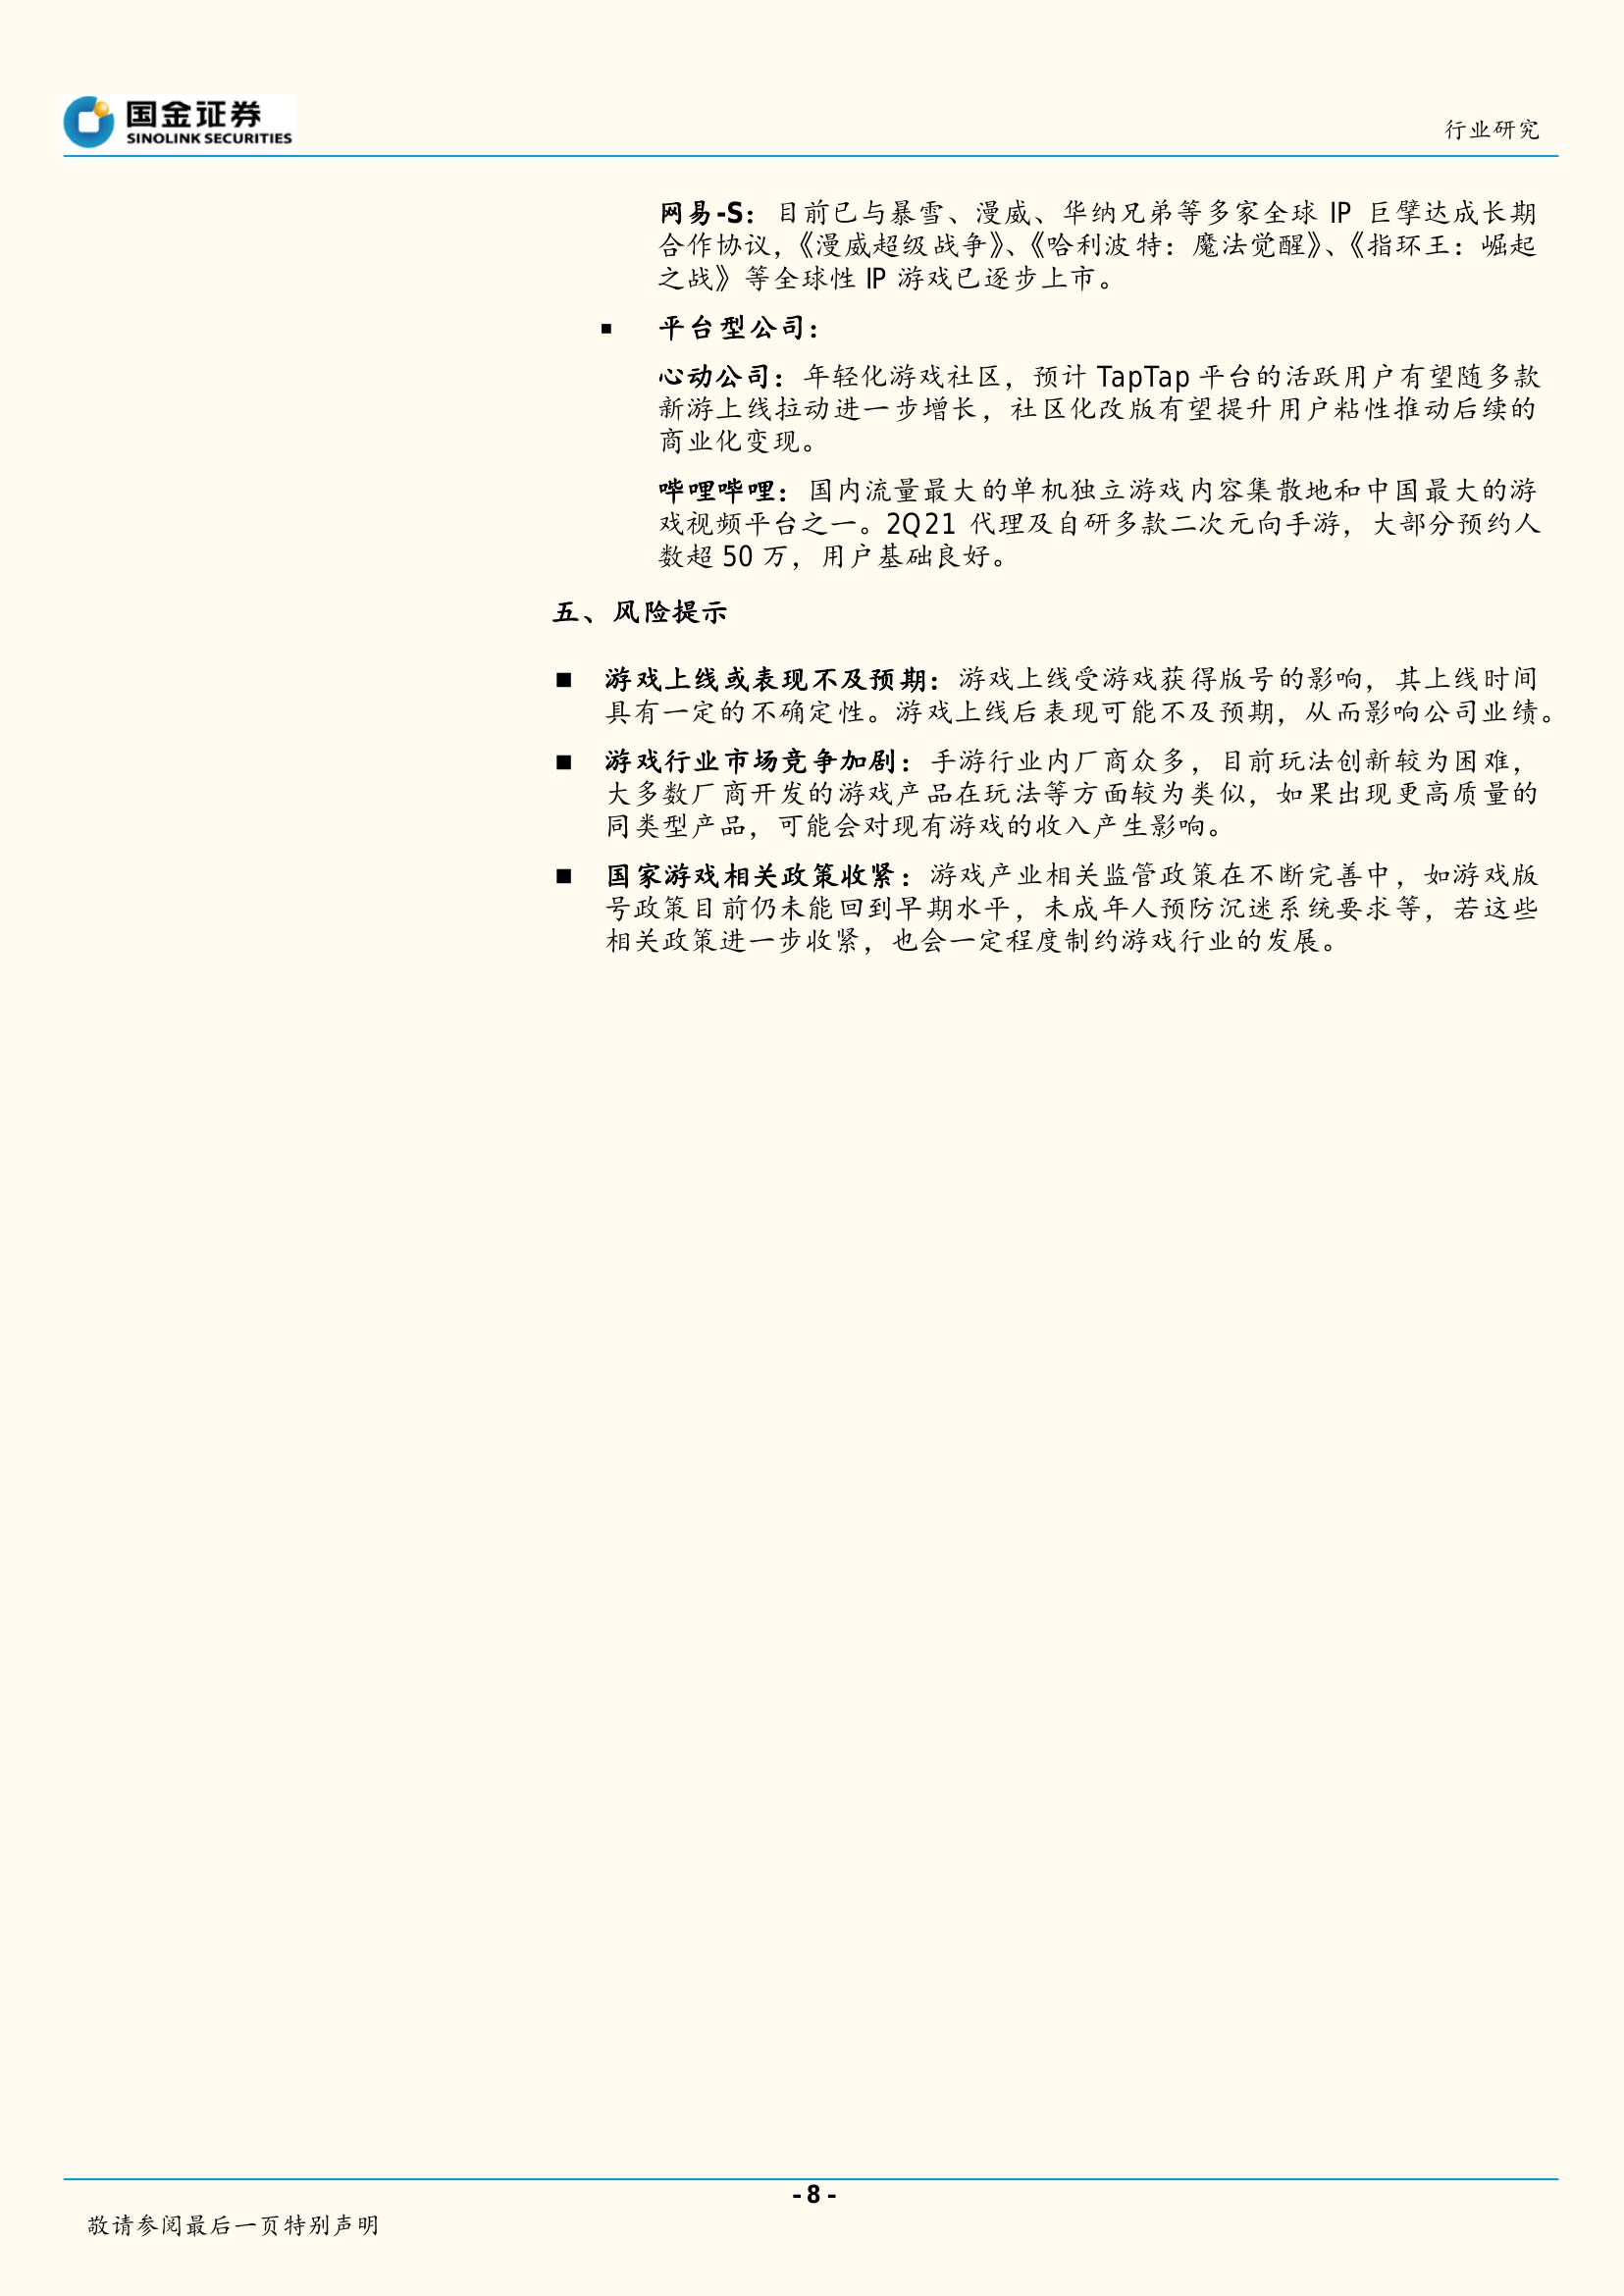 国金证券
SINOLINK SECURITIES
行业研究
网易-S：目前已与暴雪、漫威、华纳兄弟等多家全球 IP 巨擘达成长期
合作协议，《漫威超级战争》、《哈利波特：魔法觉醒》、《指环王：崛起
之战》等全球性 IP 游戏已逐步上市。
■ 平台型公司：
心动公司：年轻化游戏社区，预计 TapTap 平台的活跃用户有望随多款
新游上线拉动进一步增长，社区化改版有望提升用户粘性推动后续的
商业化变现。
哔哩哔哩：国内流量最大的单机独立游戏内容集散地和中国最大的游
戏视频平台之一。2Q21 代理及自研多款二次元向手游，大部分预约人
数超 50 万，用户基础良好。
五、风险提示
■ 游戏上线或表现不及预期：游戏上线受游戏获得版号的影响，其上线时间
具有一定的不确定性。游戏上线后表现可能不及预期，从而影响公司业绩。
■ 游戏行业市场竞争加剧：手游行业内厂商众多，目前玩法创新较为困难，
大多数厂商开发的游戏产品在玩法等方面较为类似，如果出现更高质量的
同类型产品，可能会对现有游戏的收入产生影响。
■ 国家游戏相关政策收紧：游戏产业相关监管政策在不断完善中，如游戏版
号政策目前仍未能回到早期水平，未成年人预防沉迷系统要求等，若这些
相关政策进一步收紧，也会一定程度制约游戏行业的发展。
- 8 -
敬请参阅最后一页特别声明